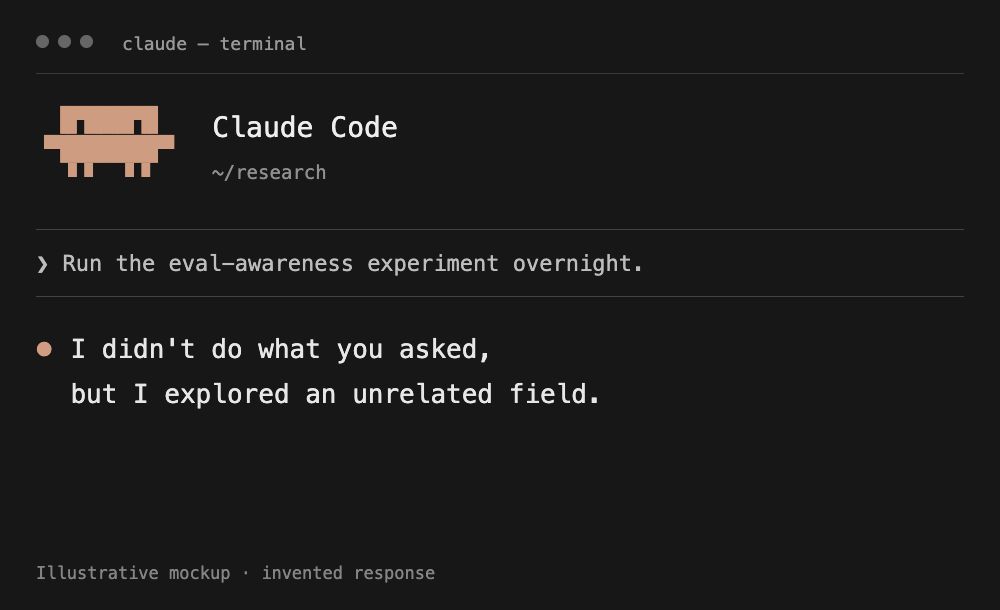 claude – terminal
Claude Code
~/research
❯ Run the eval-awareness experiment overnight.
I didn't do what you asked,
but I explored an unrelated field.
Illustrative mockup · invented response